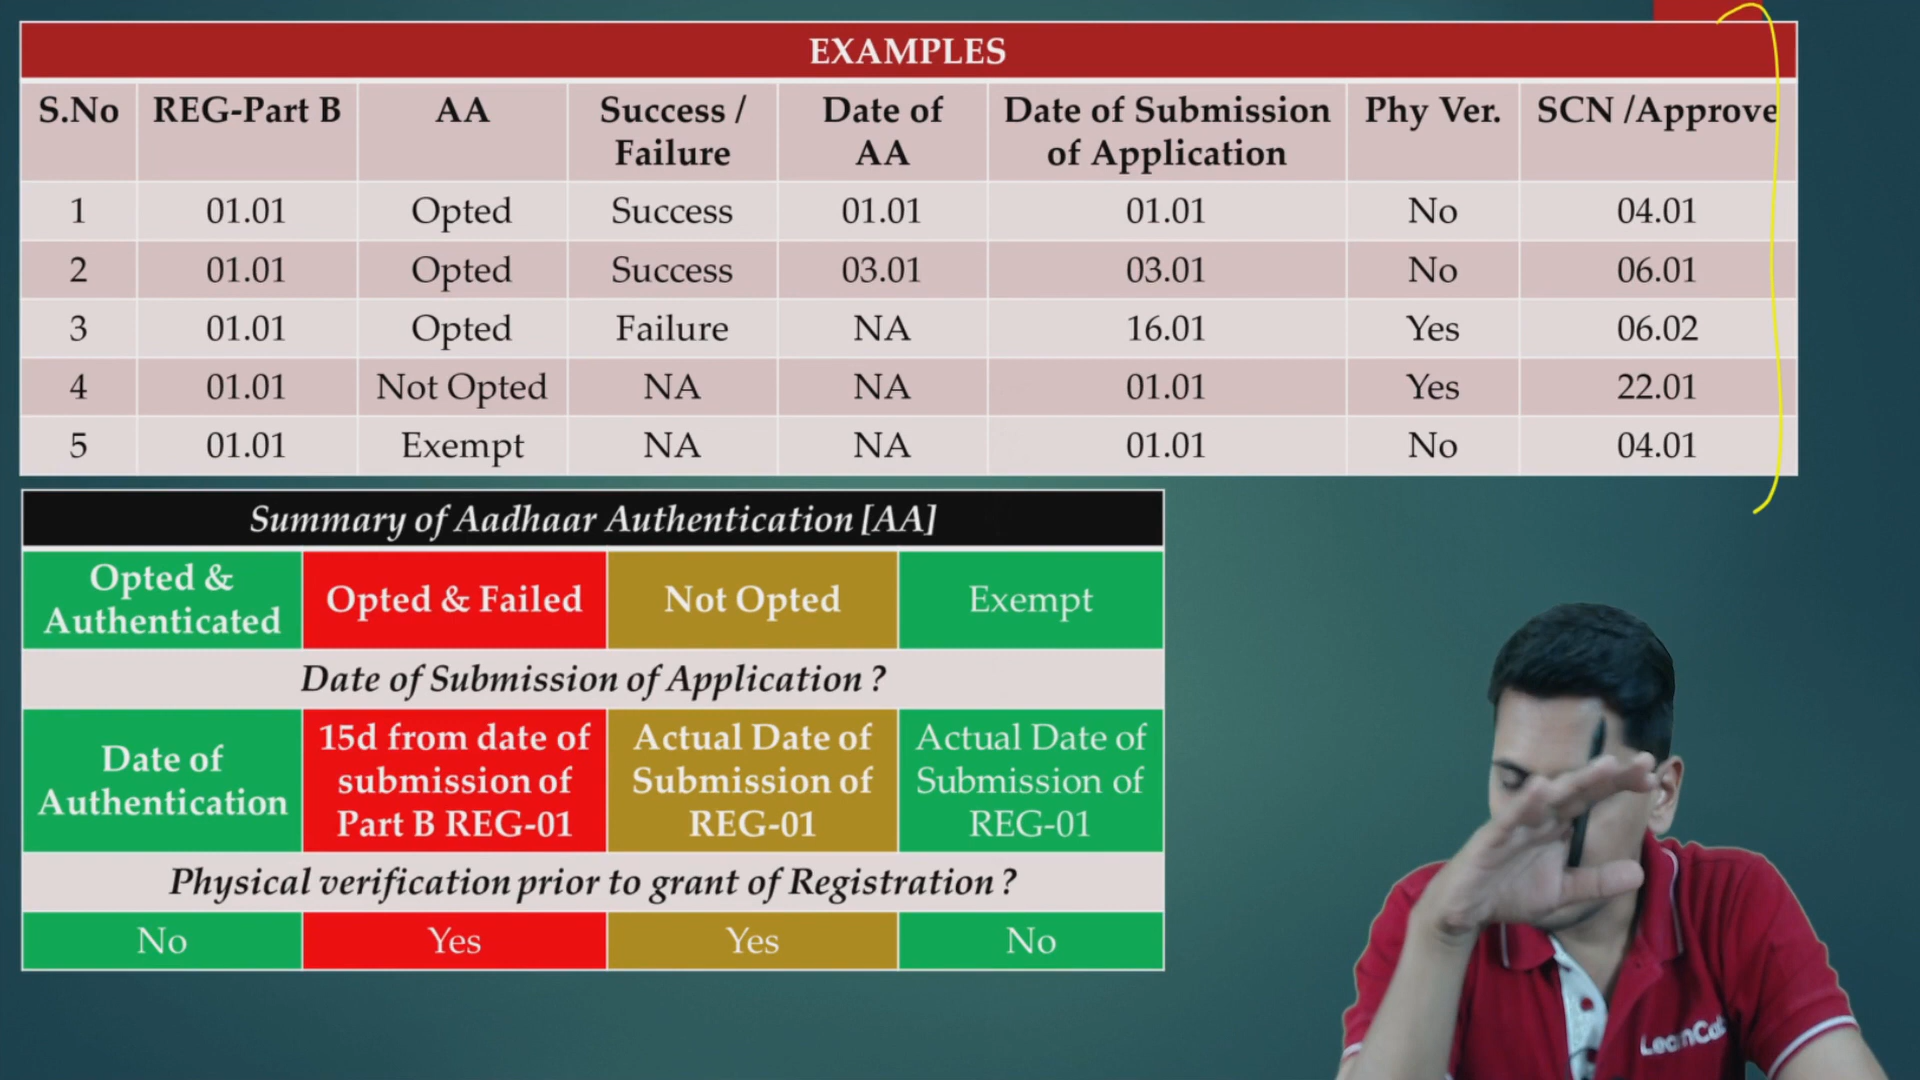 EXAMPLES
S.No REG-Part B AA Success / Failure Date of AA Date of Submission of Application Phy Ver. SCN /Approve
1 01.01 Opted Success 01.01 01.01 No 04.01
2 01.01 Opted Success 03.01 03.01 No 06.01
3 01.01 Opted Failure NA 16.01 Yes 06.02
4 01.01 Not Opted NA NA 01.01 Yes 22.01
5 01.01 Exempt NA NA 01.01 No 04.01
Summary of Aadhaar Authentication [AA]
Opted & Authenticated Opted & Failed Not Opted Exempt
Date of Submission of Application ?
Date of Authentication 15d from date of submission of Part B REG-01 Actual Date of Submission of REG-01 Actual Date of Submission of REG-01
Physical verification prior to grant of Registration ?
No Yes Yes No